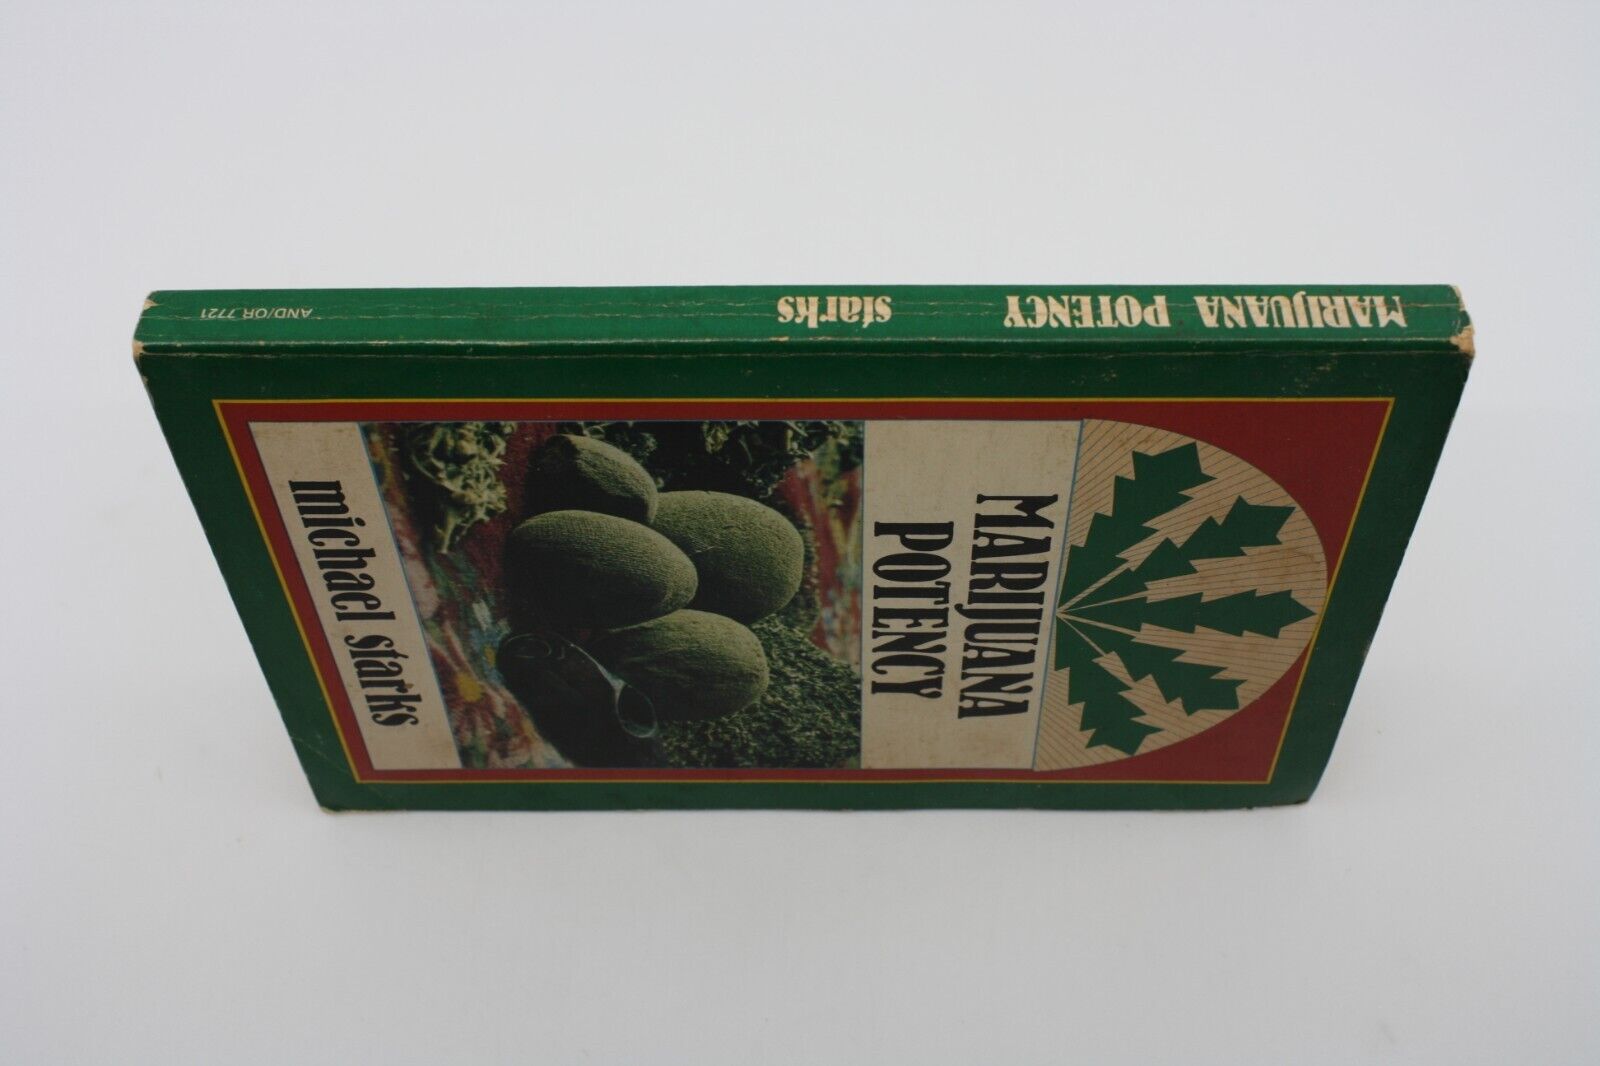 MARIJUANA POTENCY starks AND/OR 7721
MARIJUANA
POTENCY
michael starks